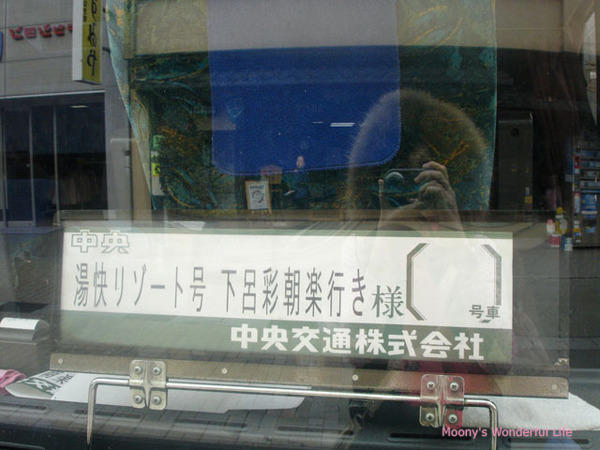 中央
湯快リゾート号 下呂彩朝楽行き様( )号車
中央交通株式会社
Moony's Wonderful Life